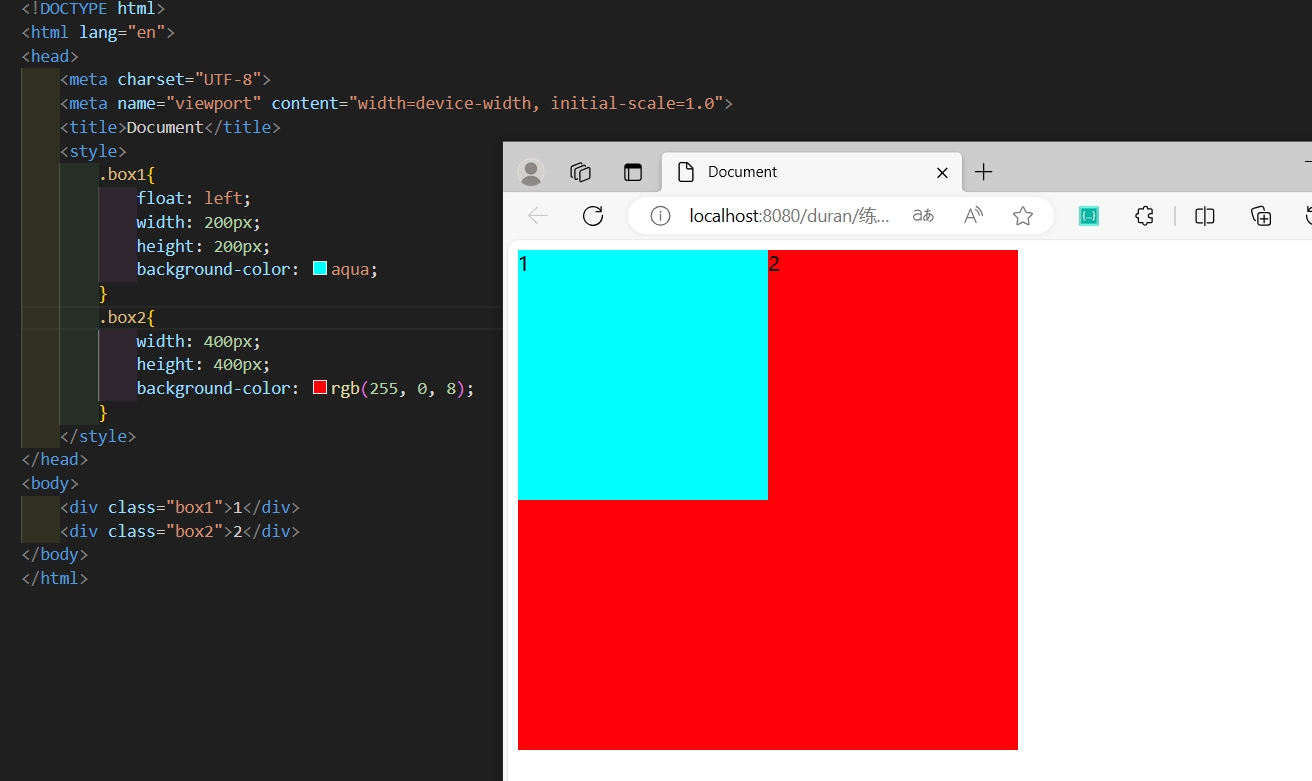 <!DOCTYPE html>
<html lang="en">
<head>
<meta charset="UTF-8">
<meta name="viewport" content="width=device-width, initial-scale=1.0">
<title>Document</title>
<style>
.box1{
float: left;
width: 200px;
height: 200px;
background-color: aqua;
}
.box2{
width: 400px;
height: 400px;
background-color: rgb(255, 0, 8);
}
</style>
</head>
<body>
<div class="box1">1</div>
<div class="box2">2</div>
</body>
</html>
Document
localhost:8080/duran/练...
aあ
A
1
2